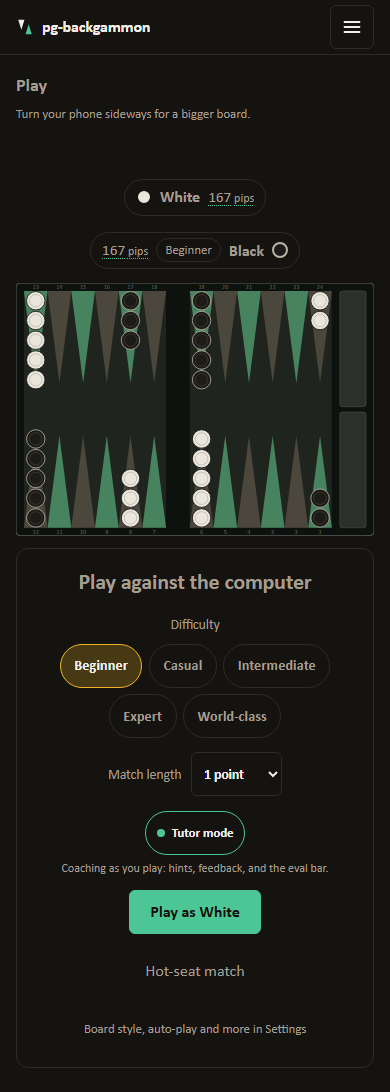 pg-backgammon
Play
Turn your phone sideways for a bigger board.
White 167 pips
167 pips Beginner Black
13 14 15 16 17 18 19 20 21 22 23 24
12 11 10 9 8 7 6 5 4 3 2 1
Play against the computer
Difficulty
Beginner Casual Intermediate
Expert World-class
Match length 1 point
Tutor mode
Coaching as you play: hints, feedback, and the eval bar.
Play as White
Hot-seat match
Board style, auto-play and more in Settings